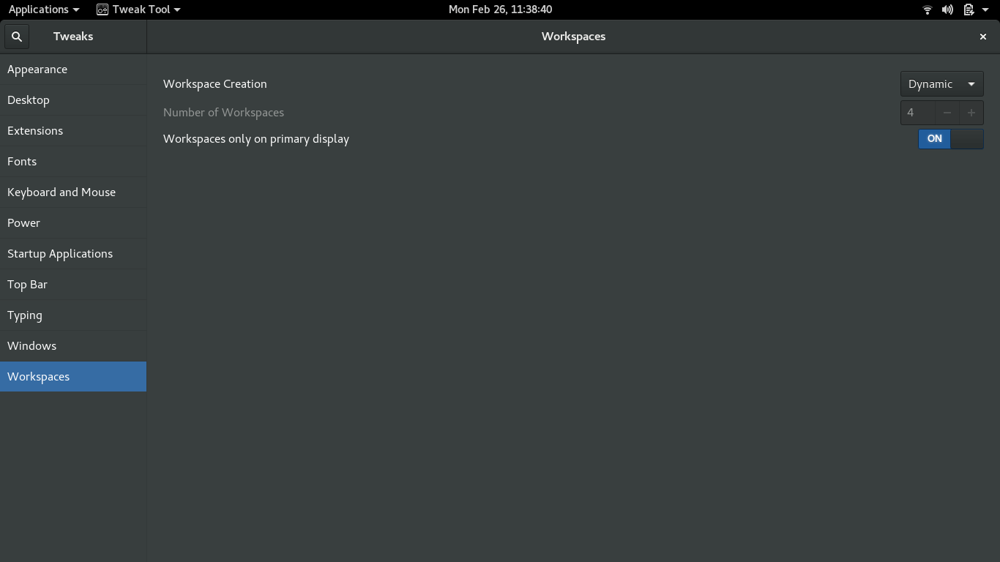 Applications Tweak Tool Mon Feb 26, 11:38:40
Tweaks Workspaces
Appearance
Desktop
Extensions
Fonts
Keyboard and Mouse
Power
Startup Applications
Top Bar
Typing
Windows
Workspaces
Workspace Creation Dynamic
Number of Workspaces 4 − +
Workspaces only on primary display ON